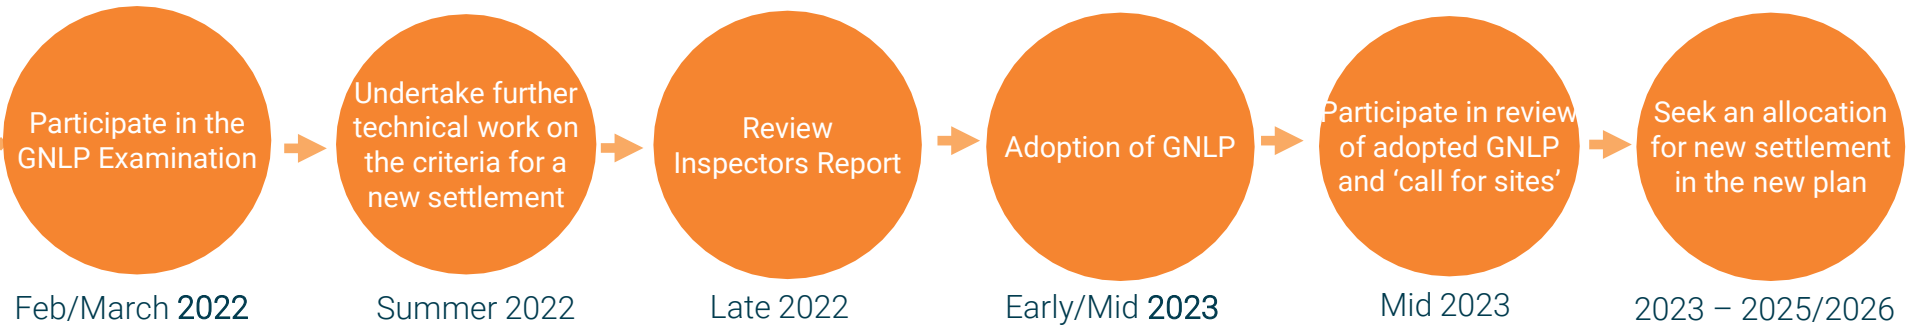 Participate in the
GNLP Examination
Feb/March 2022
Undertake further
technical work on
the criteria for a
new settlement
Summer 2022
Review
Inspectors Report
Late 2022
Adoption of GNLP
Early/Mid 2023
Participate in review
of adopted GNLP
and ‘call for sites’
Mid 2023
Seek an allocation
for new settlement
in the new plan
2023 – 2025/2026